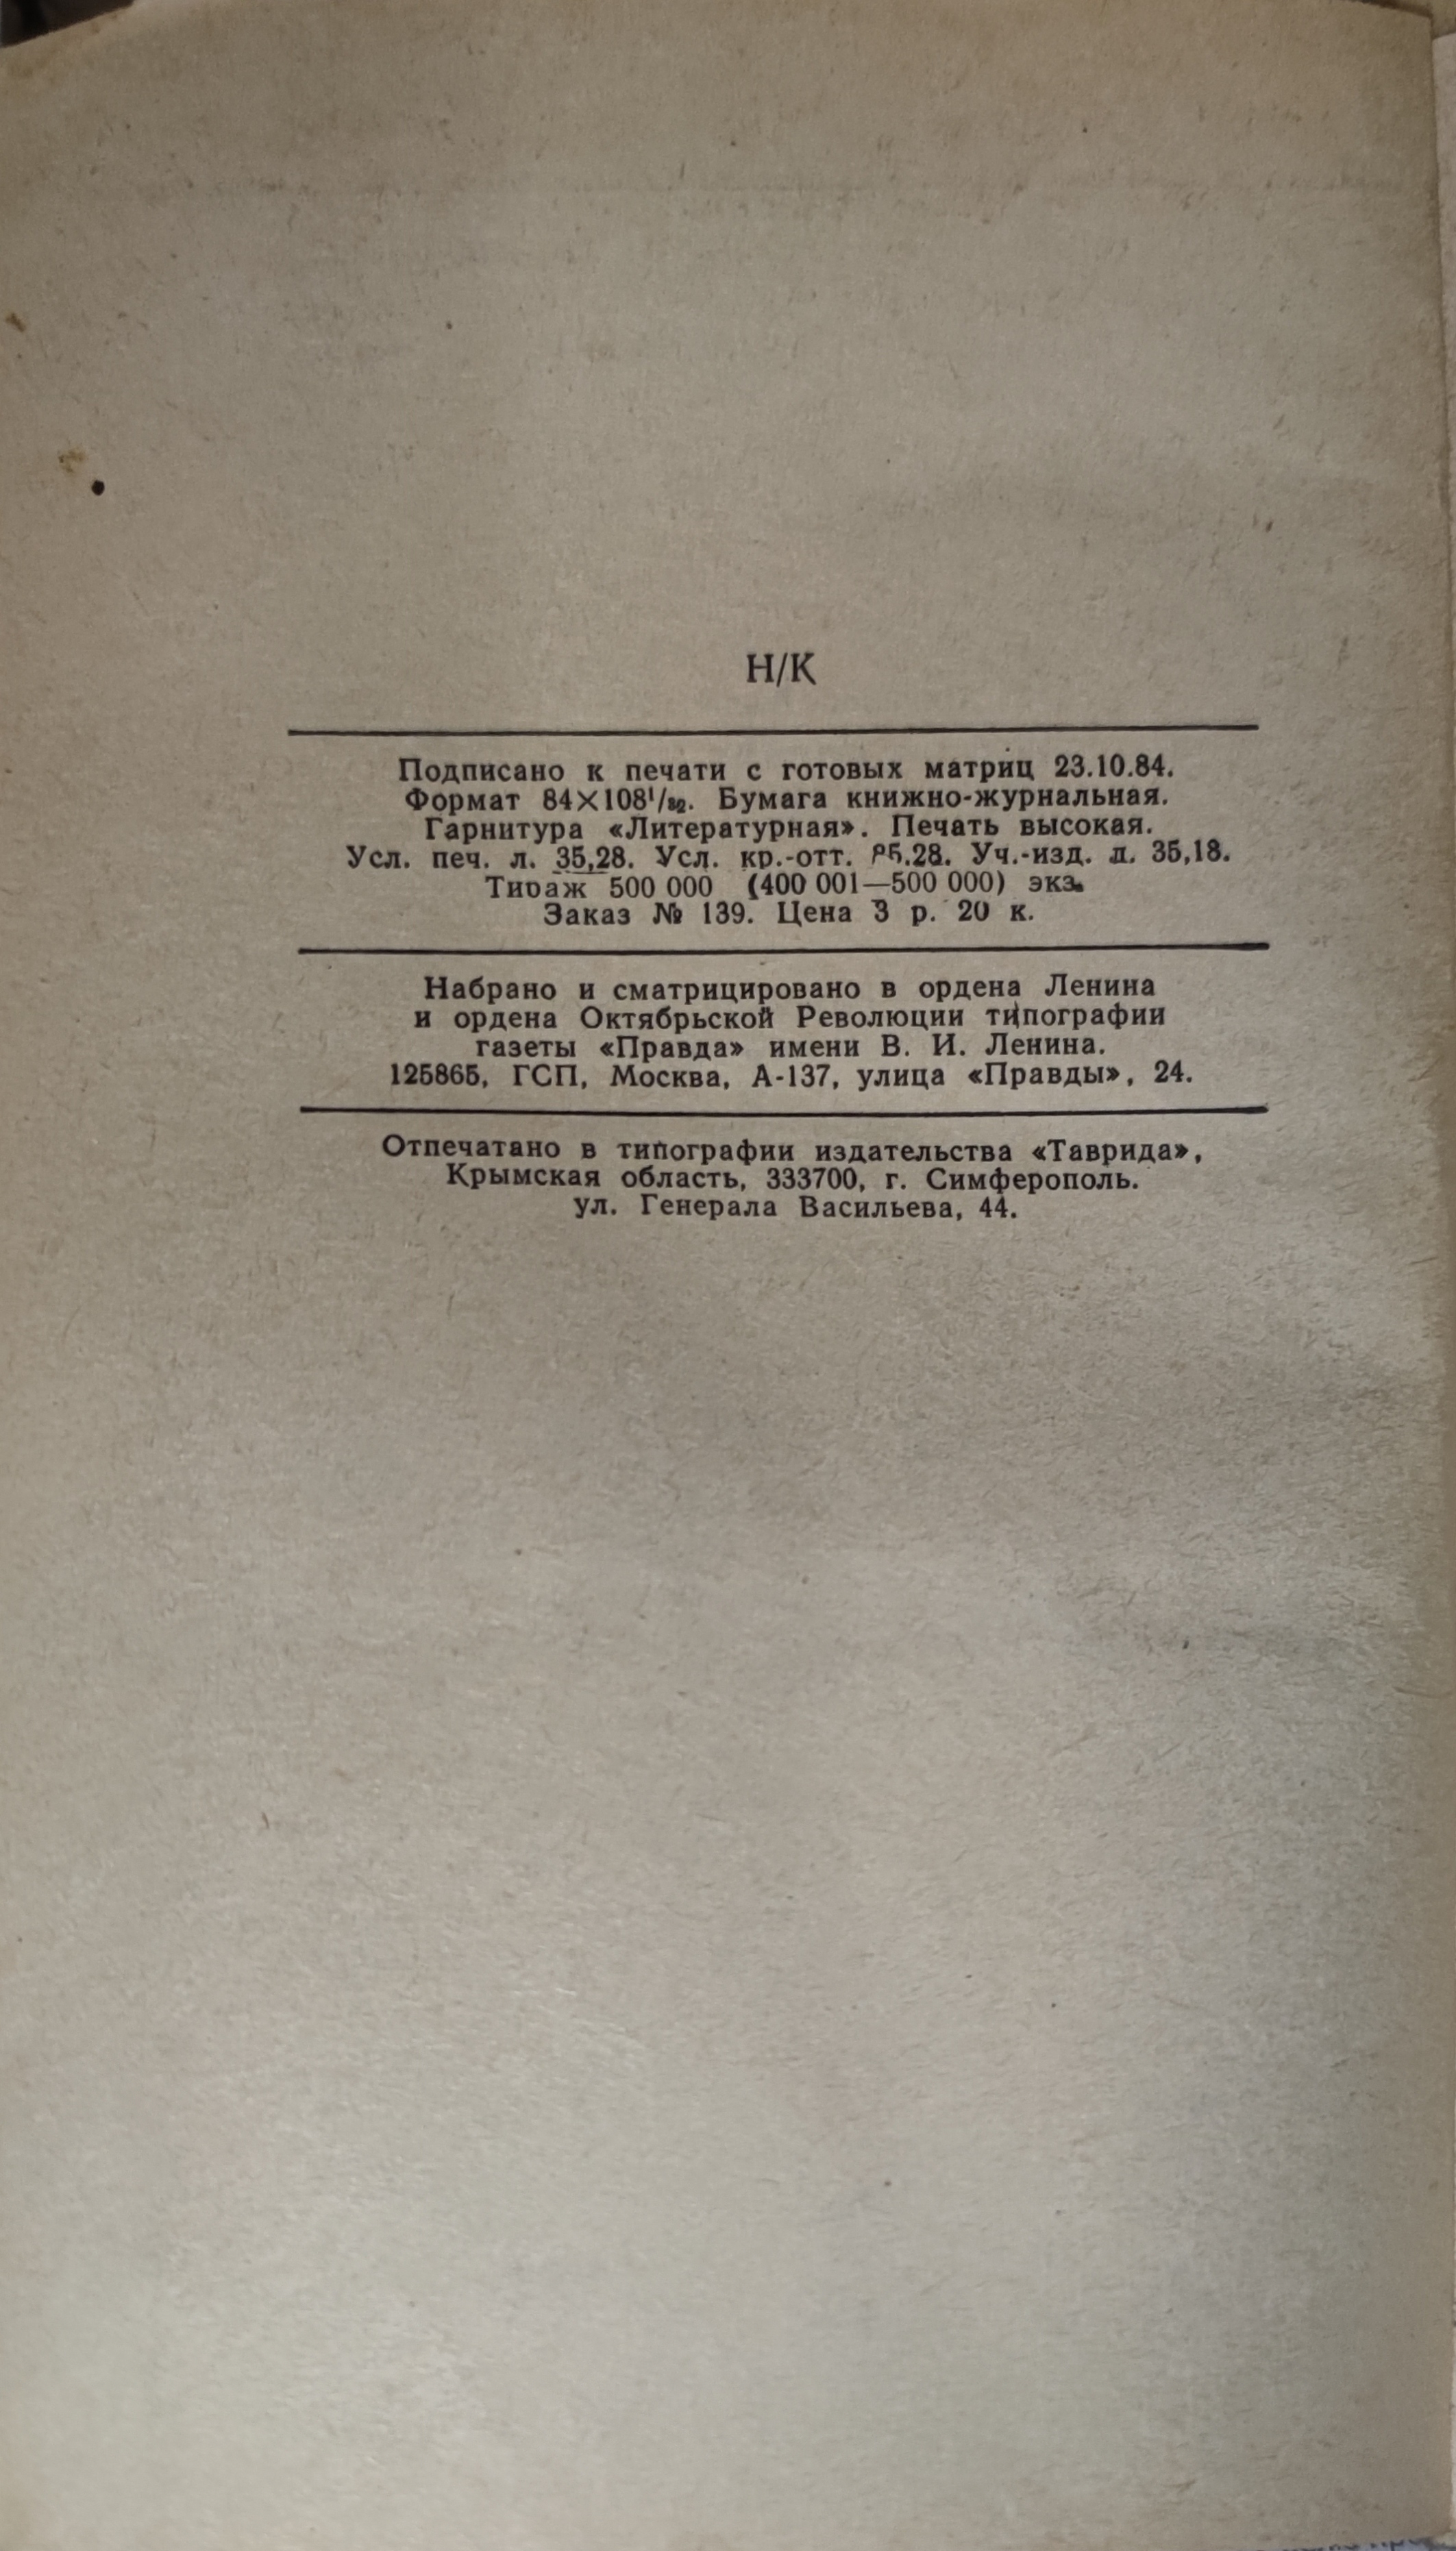 Н/К
Подписано к печати с готовых матриц 23.10.84.
Формат 84×108¹/₃₂. Бумага книжно-журнальная.
Гарнитура «Литературная». Печать высокая.
Усл. печ. л. 35,28. Усл. кр.-отт. 35.28. Уч.-изд. л. 35,18.
Тираж 500 000 (400 001—500 000) экз.
Заказ № 139. Цена 3 р. 20 к.
Набрано и сматрицировано в ордена Ленина
и ордена Октябрьской Революции типографии
газеты «Правда» имени В. И. Ленина.
125865, ГСП, Москва, А-137, улица «Правды», 24.
Отпечатано в типографии издательства «Таврида»,
Крымская область, 333700, г. Симферополь.
ул. Генерала Васильева, 44.